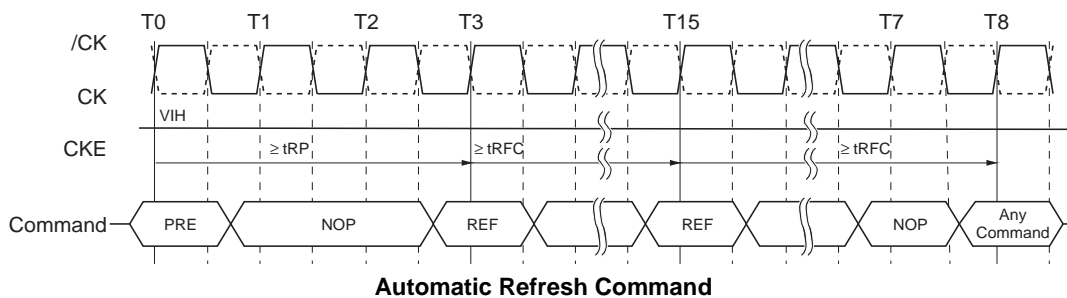 T0 T1 T2 T3 T15 T7 T8
/CK
CK
VIH
CKE
≥ tRP ≥ tRFC ≥ tRFC
Command PRE NOP REF REF NOP Any
Command
Automatic Refresh Command